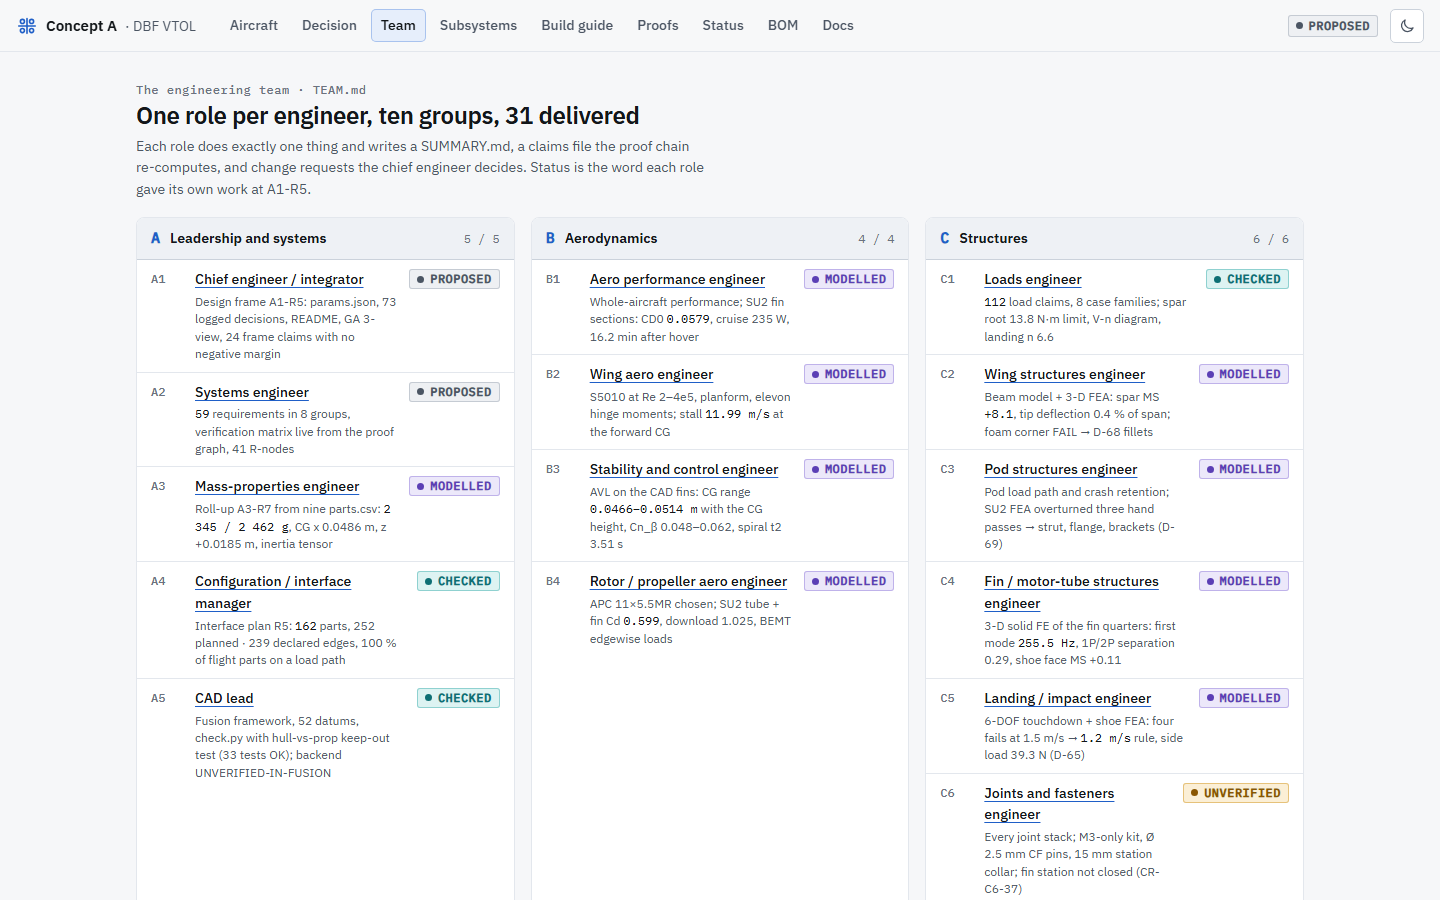 Concept A · DBF VTOL
Aircraft
Decision
Team
Subsystems
Build guide
Proofs
Status
BOM
Docs
PROPOSED
The engineering team · TEAM.md
One role per engineer, ten groups, 31 delivered
Each role does exactly one thing and writes a SUMMARY.md, a claims file the proof chain
re-computes, and change requests the chief engineer decides. Status is the word each role
gave its own work at A1-R5.
A Leadership and systems 5 / 5
A1 Chief engineer / integrator PROPOSED
Design frame A1-R5: params.json, 73
logged decisions, README, GA 3-
view, 24 frame claims with no
negative margin
A2 Systems engineer PROPOSED
59 requirements in 8 groups,
verification matrix live from the proof
graph, 41 R-nodes
A3 Mass-properties engineer MODELLED
Roll-up A3-R7 from nine parts.csv: 2
345 / 2 462 g, CG x 0.0486 m, z
+0.0185 m, inertia tensor
A4 Configuration / interface CHECKED
manager
Interface plan R5: 162 parts, 252
planned · 239 declared edges, 100 %
of flight parts on a load path
A5 CAD lead CHECKED
Fusion framework, 52 datums,
check.py with hull-vs-prop keep-out
test (33 tests OK); backend
UNVERIFIED-IN-FUSION
B Aerodynamics 4 / 4
B1 Aero performance engineer MODELLED
Whole-aircraft performance; SU2 fin
sections: CD0 0.0579, cruise 235 W,
16.2 min after hover
B2 Wing aero engineer MODELLED
S5010 at Re 2–4e5, planform, elevon
hinge moments; stall 11.99 m/s at
the forward CG
B3 Stability and control engineer MODELLED
AVL on the CAD fins: CG range
0.0466–0.0514 m with the CG
height, Cn_β 0.048–0.062, spiral t2
3.51 s
B4 Rotor / propeller aero engineer MODELLED
APC 11×5.5MR chosen; SU2 tube +
fin Cd 0.599, download 1.025, BEMT
edgewise loads
C Structures 6 / 6
C1 Loads engineer CHECKED
112 load claims, 8 case families; spar
root 13.8 N·m limit, V-n diagram,
landing n 6.6
C2 Wing structures engineer MODELLED
Beam model + 3-D FEA: spar MS
+8.1, tip deflection 0.4 % of span;
foam corner FAIL → D-68 fillets
C3 Pod structures engineer MODELLED
Pod load path and crash retention;
SU2 FEA overturned three hand
passes → strut, flange, brackets (D-
69)
C4 Fin / motor-tube structures MODELLED
engineer
3-D solid FE of the fin quarters: first
mode 255.5 Hz, 1P/2P separation
0.29, shoe face MS +0.11
C5 Landing / impact engineer MODELLED
6-DOF touchdown + shoe FEA: four
fails at 1.5 m/s → 1.2 m/s rule, side
load 39.3 N (D-65)
C6 Joints and fasteners UNVERIFIED
engineer
Every joint stack; M3-only kit, Ø
2.5 mm CF pins, 15 mm station
collar; fin station not closed (CR-
C6-37)